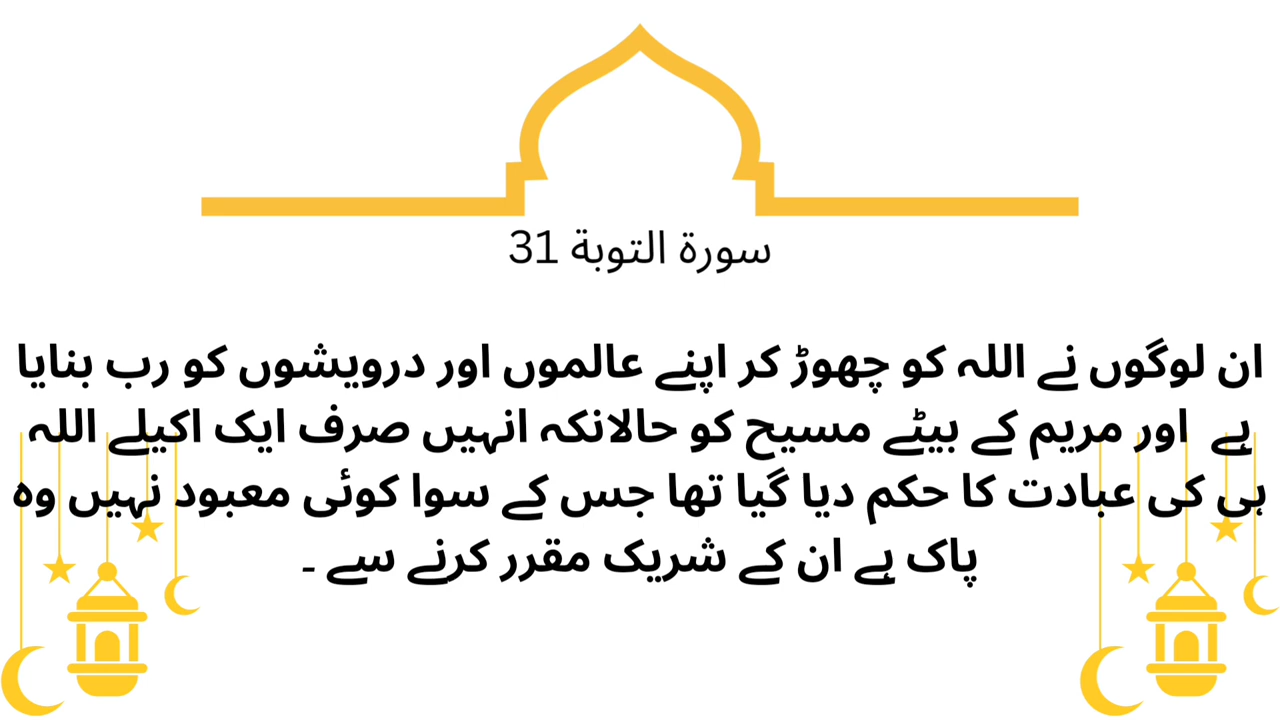 سورة التوبة 31
ان لوگوں نے اللہ کو چھوڑ کر اپنے عالموں اور درویشوں کو رب بنایا
ہے اور مریم کے بیٹے مسیح کو حالانکہ انہیں صرف ایک اکیلے اللہ
ہی کی عبادت کا حکم دیا گیا تھا جس کے سوا کوئی معبود نہیں وہ
پاک ہے ان کے شریک مقرر کرنے سے ۔